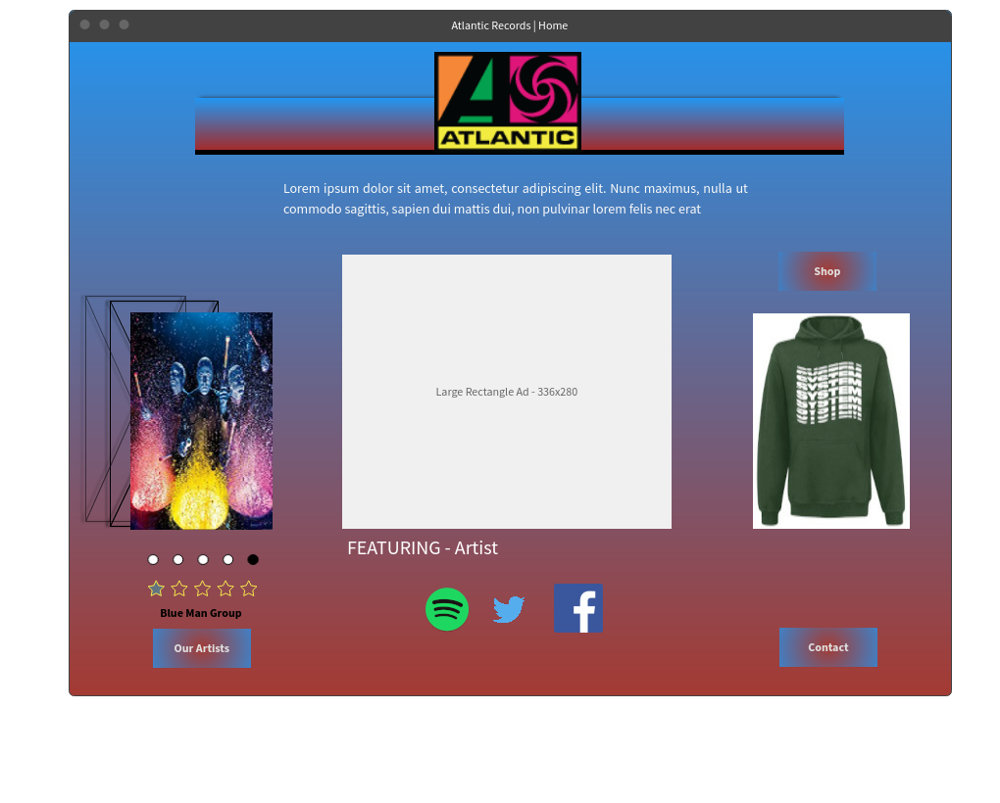 Atlantic Records | Home
ATLANTIC
Lorem ipsum dolor sit amet, consectetur adipiscing elit. Nunc maximus, nulla ut
commodo sagittis, sapien dui mattis dui, non pulvinar lorem felis nec erat
Shop
Large Rectangle Ad - 336x280
SYSTEM
SYSTEM
SYSTEM
SYSTEM
SYSTEM
FEATURING - Artist
Blue Man Group
Our Artists
Contact